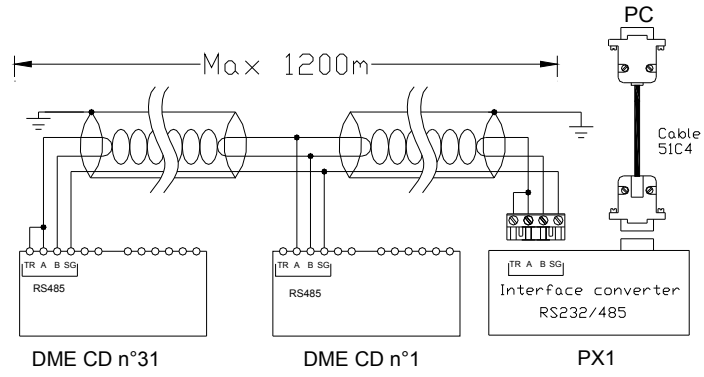 PC
Max 1200m
Cable
51C4
TR A B SG
RS485
TR A B SG
RS485
TR A B SG
Interface converter
RS232/485
DME CD n°31
DME CD n°1
PX1